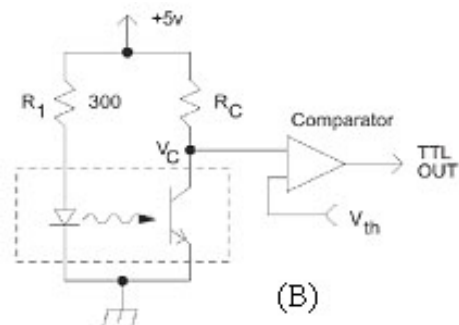 +5v
R1 300 RC
Comparator
VC
TTL
OUT
Vth
(B)